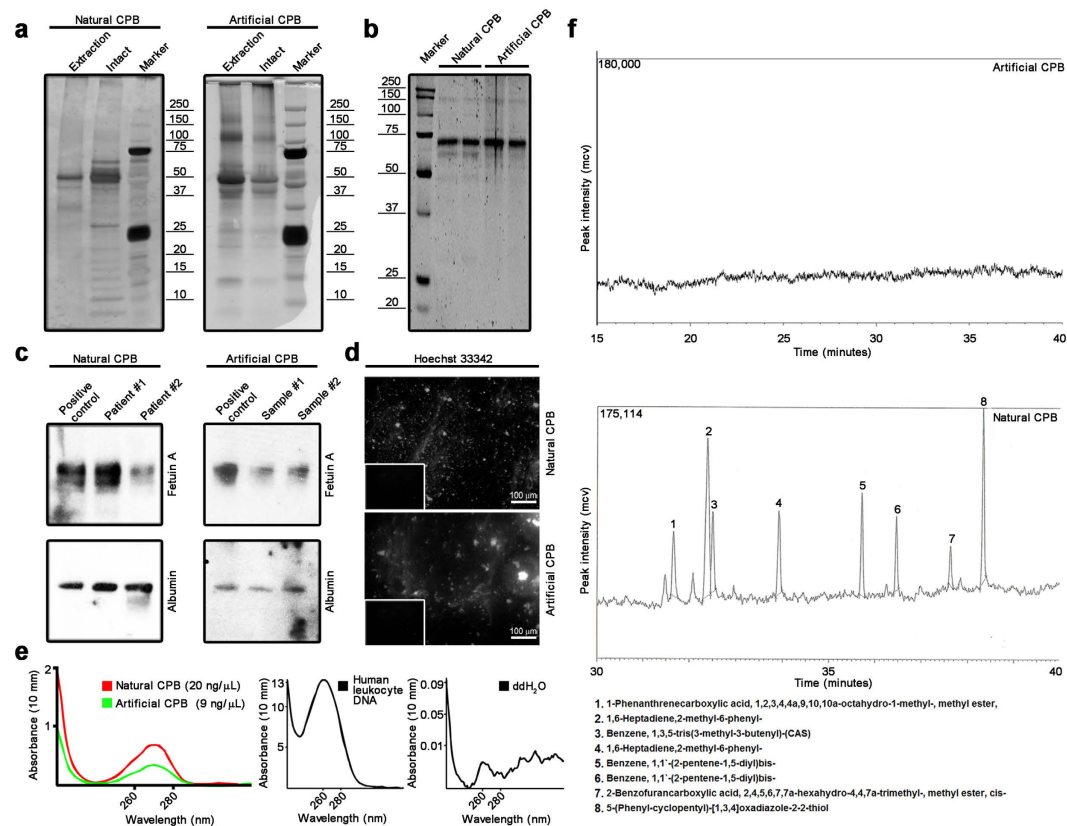 a
Natural CPB
Artificial CPB
Extraction
Intact
Marker
Extraction
Intact
Marker
250
150
100
75
50
37
25
20
15
10
250
150
100
75
50
37
25
20
15
10
b
Marker
Natural CPB
Artificial CPB
250
150
100
75
50
37
25
20
c
Natural CPB
Artificial CPB
Positive control
Patient #1
Patient #2
Positive control
Sample #1
Sample #2
Fetuin A
Fetuin A
Albumin
Albumin
d
Hoechst 33342
Natural CPB
100 µm
Artificial CPB
100 µm
e
Absorbance (10 mm)
2
1
Natural CPB (20 ng/µL)
Artificial CPB (9 ng/µL)
260
280
Wavelength (nm)
Absorbance (10 mm)
13
5
Human
leukocyte
DNA
260
280
Wavelength (nm)
Absorbance (10 mm)
0.09
0.05
0.01
ddH2O
260
280
Wavelength (nm)
f
180,000
Artificial CPB
Peak intensity (mcv)
15 20 25 30 35 40
Time (minutes)
175,114
Natural CPB
Peak intensity (mcv)
1
2
3
4
5
6
7
8
30 35 40
Time (minutes)
1. 1-Phenanthrenecarboxylic acid, 1,2,3,4,4a,9,10,10a-octahydro-1-methyl-, methyl ester,
2. 1,6-Heptadiene,2-methyl-6-phenyl-
3. Benzene, 1,3,5-tris(3-methyl-3-butenyl)-(CAS)
4. 1,6-Heptadiene,2-methyl-6-phenyl-
5. Benzene, 1,1`-(2-pentene-1,5-diyl)bis-
6. Benzene, 1,1`-(2-pentene-1,5-diyl)bis-
7. 2-Benzofurancarboxylic acid, 2,4,5,6,7,7a-hexahydro-4,4,7a-trimethyl-, methyl ester, cis-
8. 5-(Phenyl-cyclopentyl)-[1,3,4]oxadiazole-2-2-thiol